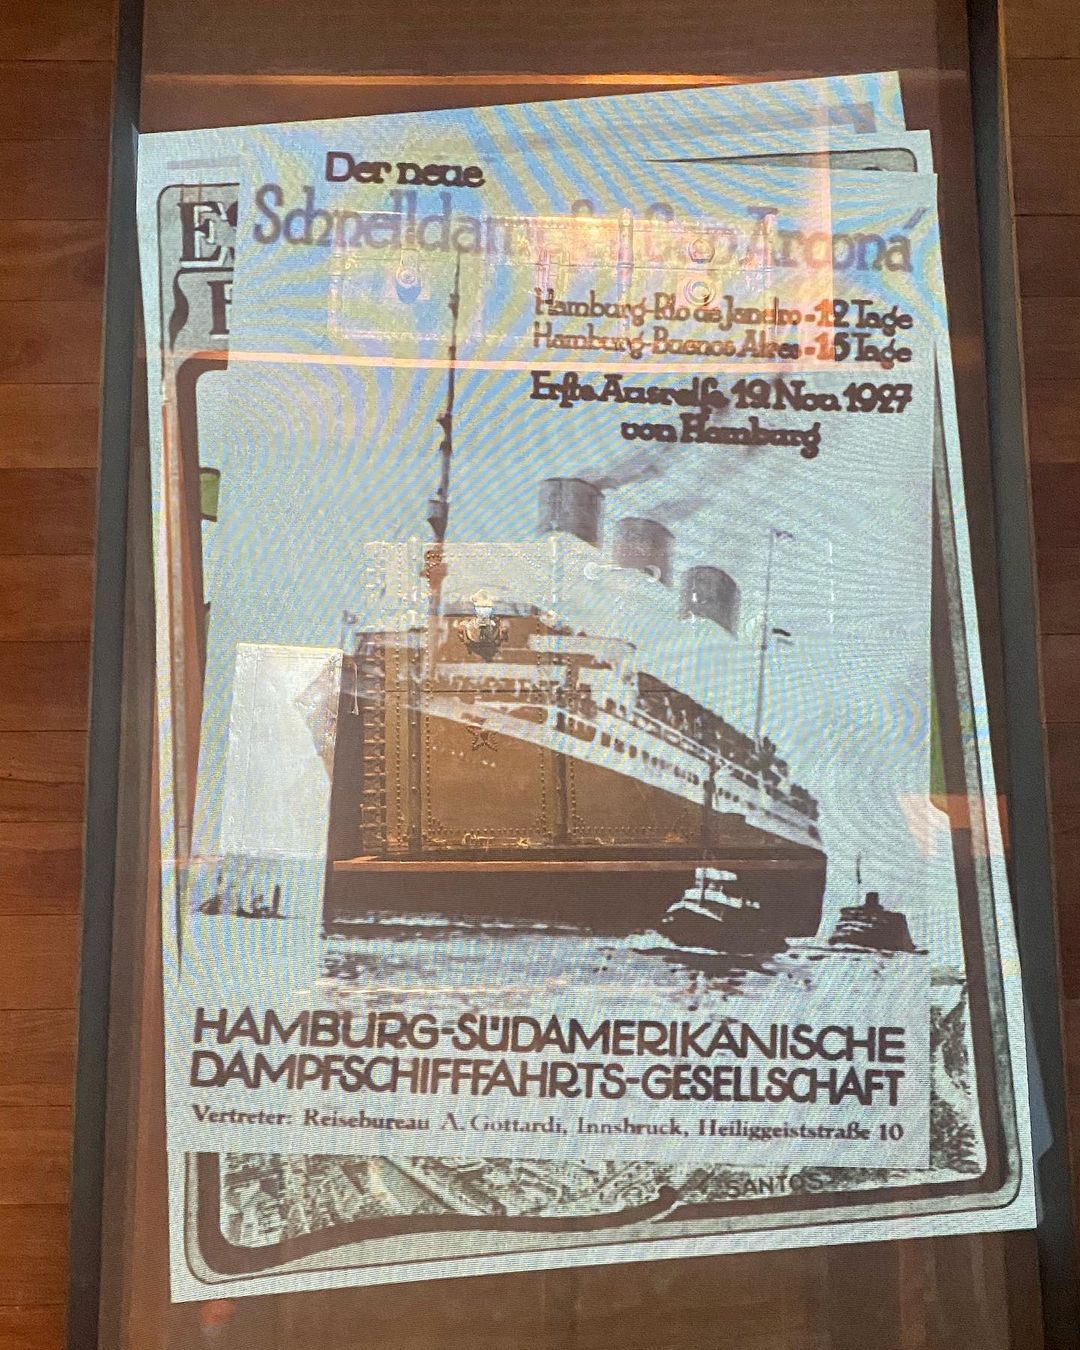 Der neue
Schnelldampfer „Cap Arcona“
Hamburg-Rio de Janeiro - 12 Tage
Hamburg-Buenos Aires - 15 Tage
Erſte Ausreiſe 19. Nov. 1927
von Hamburg
HAMBURG-SÜDAMERIKANISCHE
DAMPFSCHIFFFAHRTS-GESELLSCHAFT
Vertreter: Reisebureau A. Gottardi, Innsbruck, Heiliggeiststraße 10
SANTOS